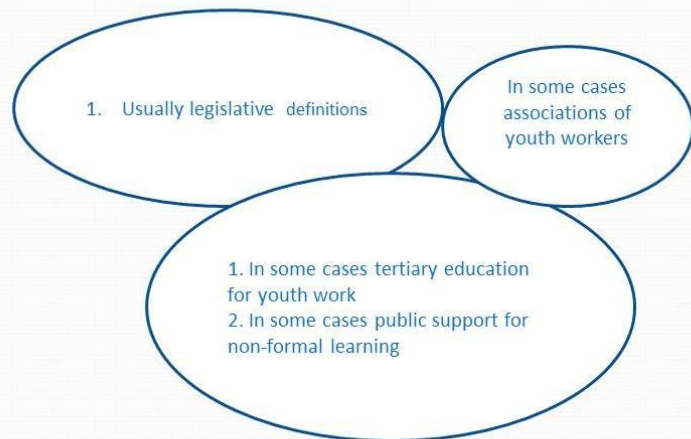 1. Usually legislative definitions
In some cases
associations of
youth workers
1. In some cases tertiary education
for youth work
2. In some cases public support for
non-formal learning